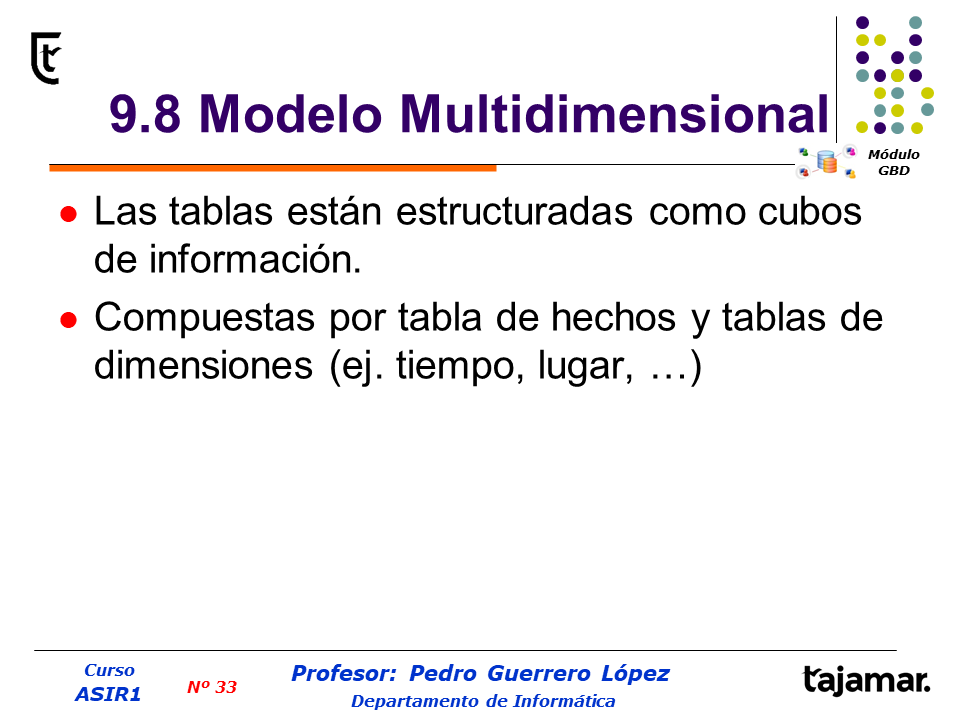 9.8 Modelo Multidimensional
Módulo
GBD
Las tablas están estructuradas como cubos
de información.
Compuestas por tabla de hechos y tablas de
dimensiones (ej. tiempo, lugar, …)
Curso
ASIR1
Nº 33
Profesor: Pedro Guerrero López
Departamento de Informática
tajamar.